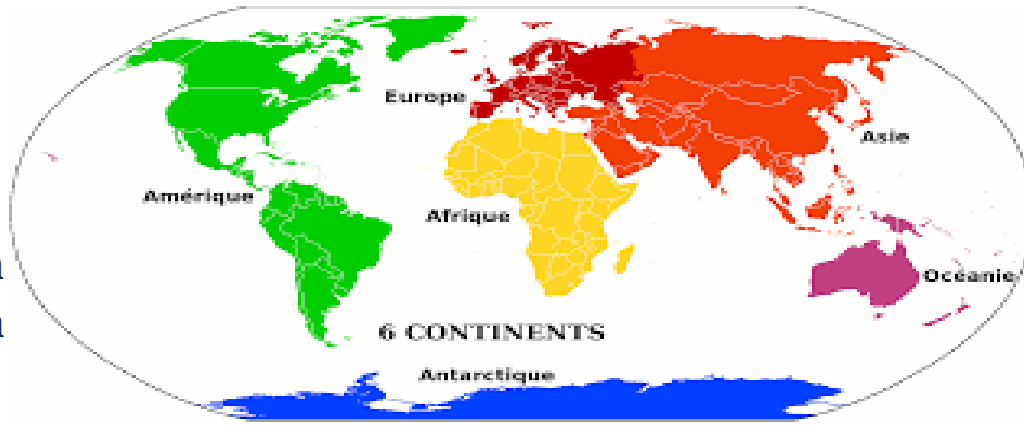 Europe
Asie
Amérique
Afrique
Océanie
6 CONTINENTS
Antarctique